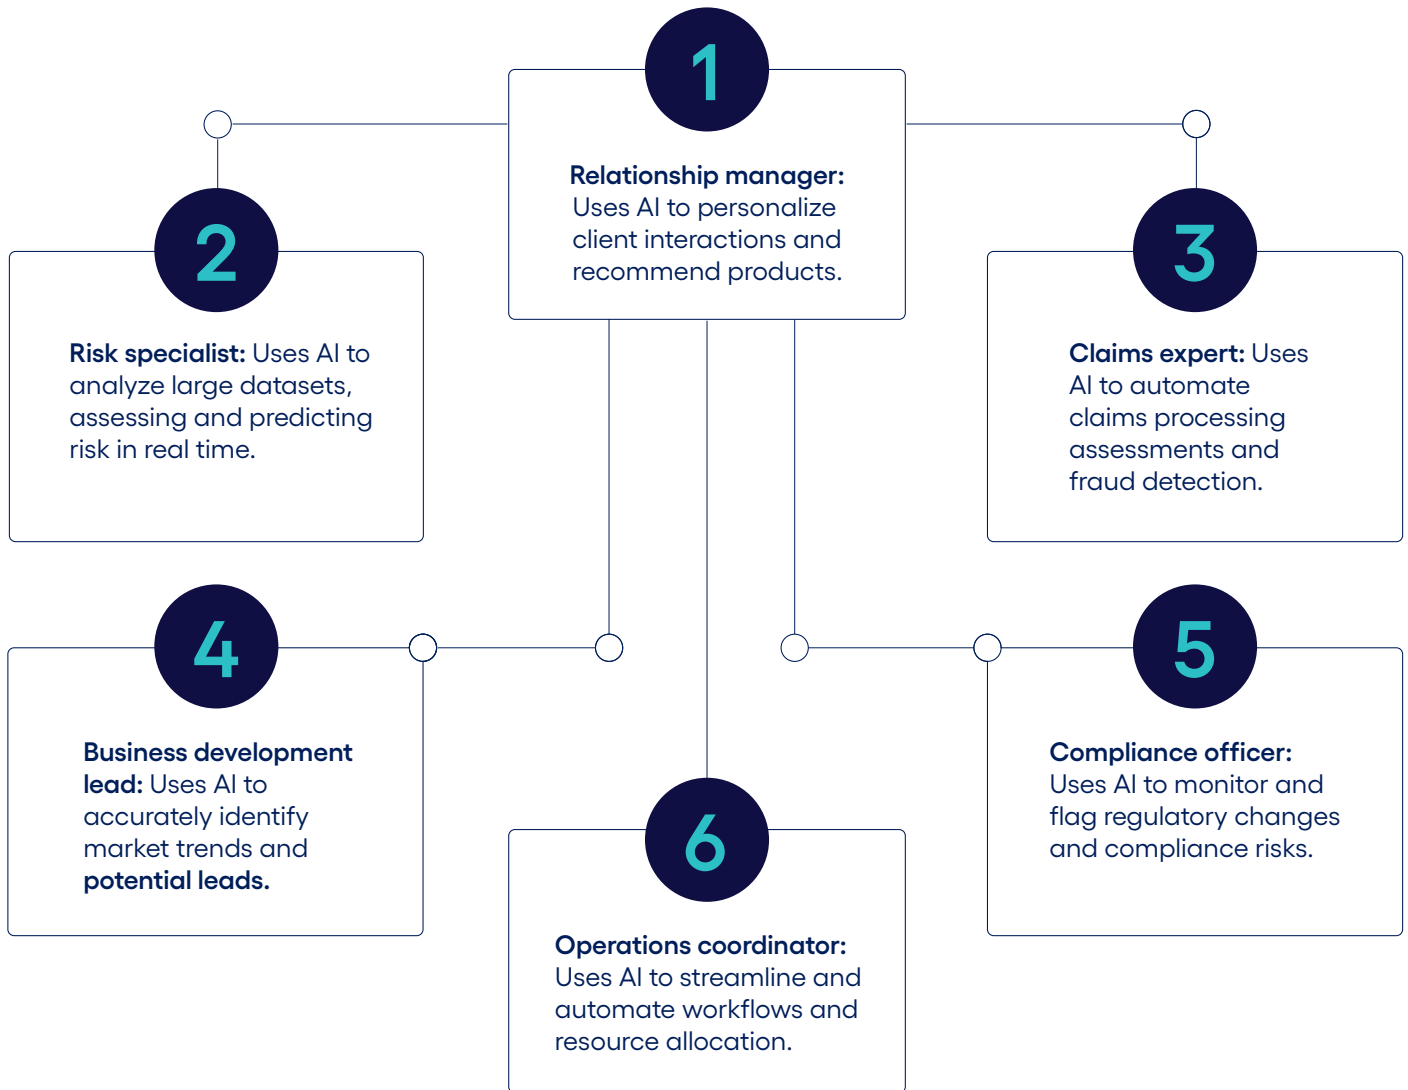 1
Relationship manager:
Uses AI to personalize
client interactions and
recommend products.
2
Risk specialist: Uses AI to
analyze large datasets,
assessing and predicting
risk in real time.
3
Claims expert: Uses
AI to automate
claims processing
assessments and
fraud detection.
4
Business development
lead: Uses AI to
accurately identify
market trends and
potential leads.
5
Compliance officer:
Uses AI to monitor and
flag regulatory changes
and compliance risks.
6
Operations coordinator:
Uses AI to streamline and
automate workflows and
resource allocation.